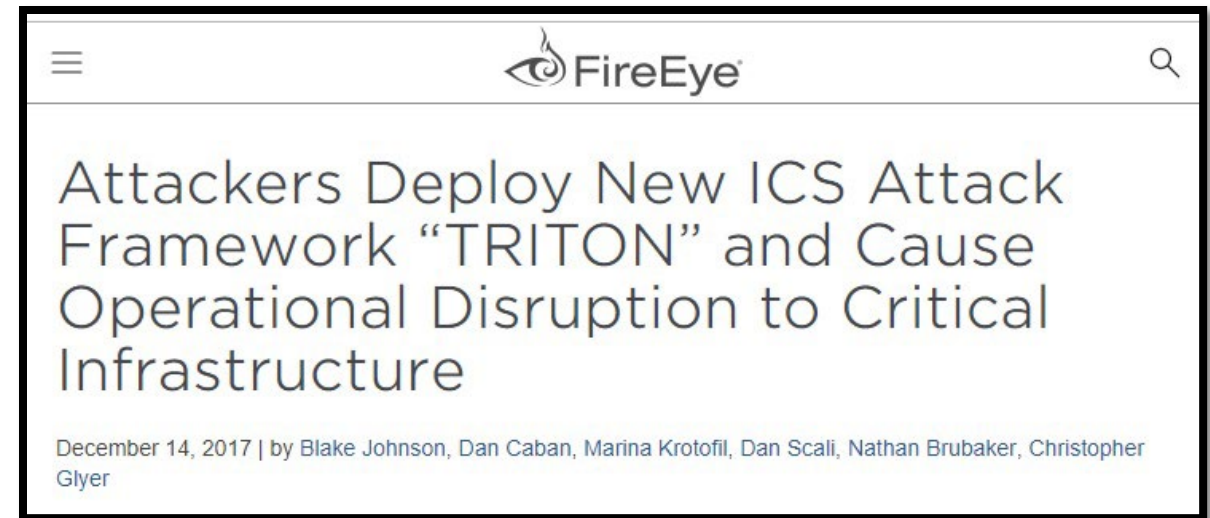 FireEye
Attackers Deploy New ICS Attack
Framework “TRITON” and Cause
Operational Disruption to Critical
Infrastructure
December 14, 2017 | by Blake Johnson, Dan Caban, Marina Krotofil, Dan Scali, Nathan Brubaker, Christopher
Glyer